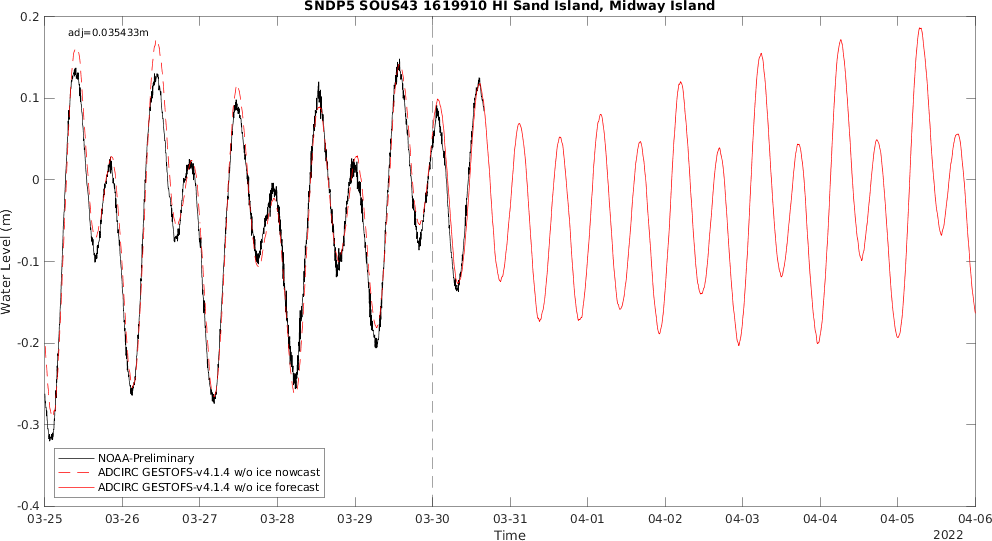 SNDP5 SOUS43 1619910 HI Sand Island, Midway Island
adj=0.035433m
Water Level (m)
0.2
0.1
0
-0.1
-0.2
-0.3
-0.4
NOAA-Preliminary
ADCIRC GESTOFS-v4.1.4 w/o ice nowcast
ADCIRC GESTOFS-v4.1.4 w/o ice forecast
03-25 03-26 03-27 03-28 03-29 03-30 03-31 04-01 04-02 04-03 04-04 04-05 04-06
Time
2022